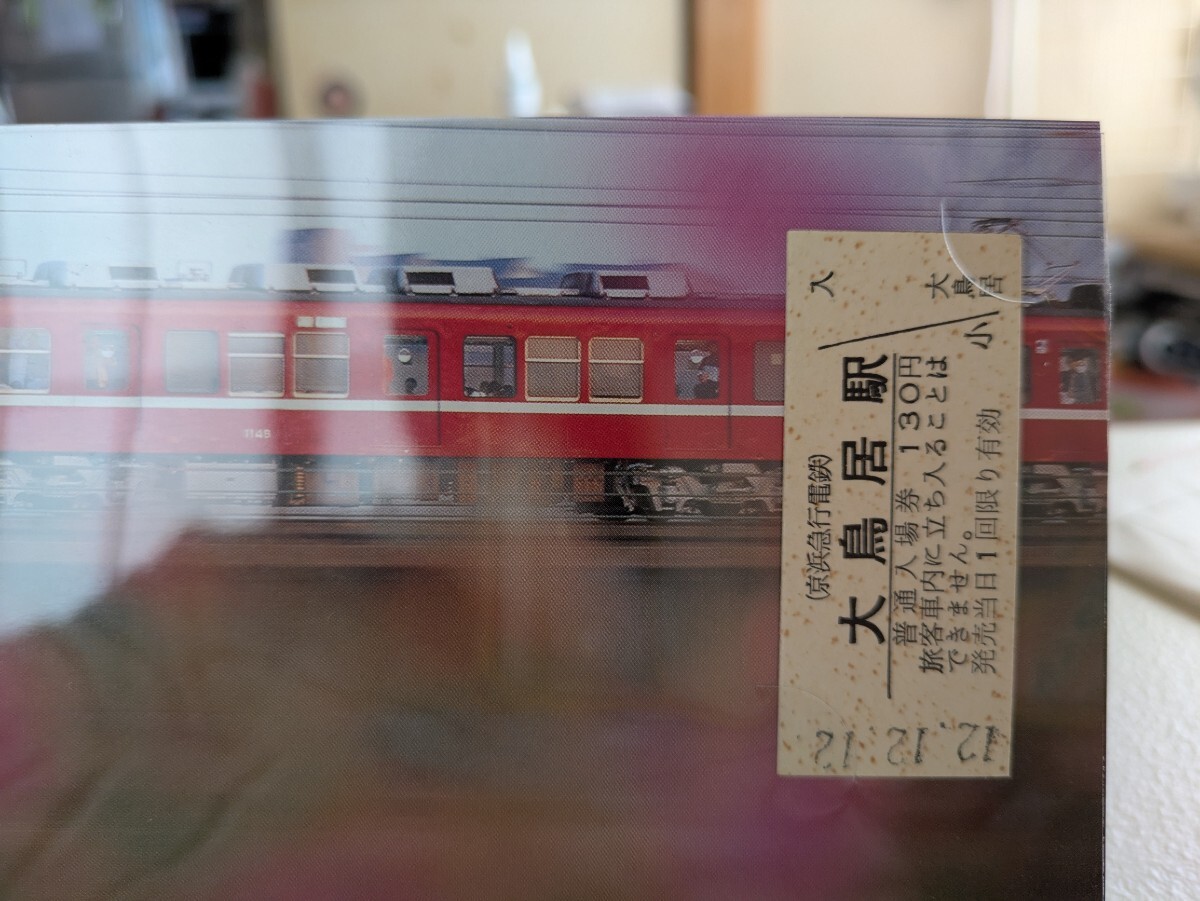 (京浜急行電鉄)
大鳥居駅
普通入場券 130円
旅客車内に立ち入ることは
できません。
発売当日1回限り有効
入
小
大鳥居
2.12.12
1148